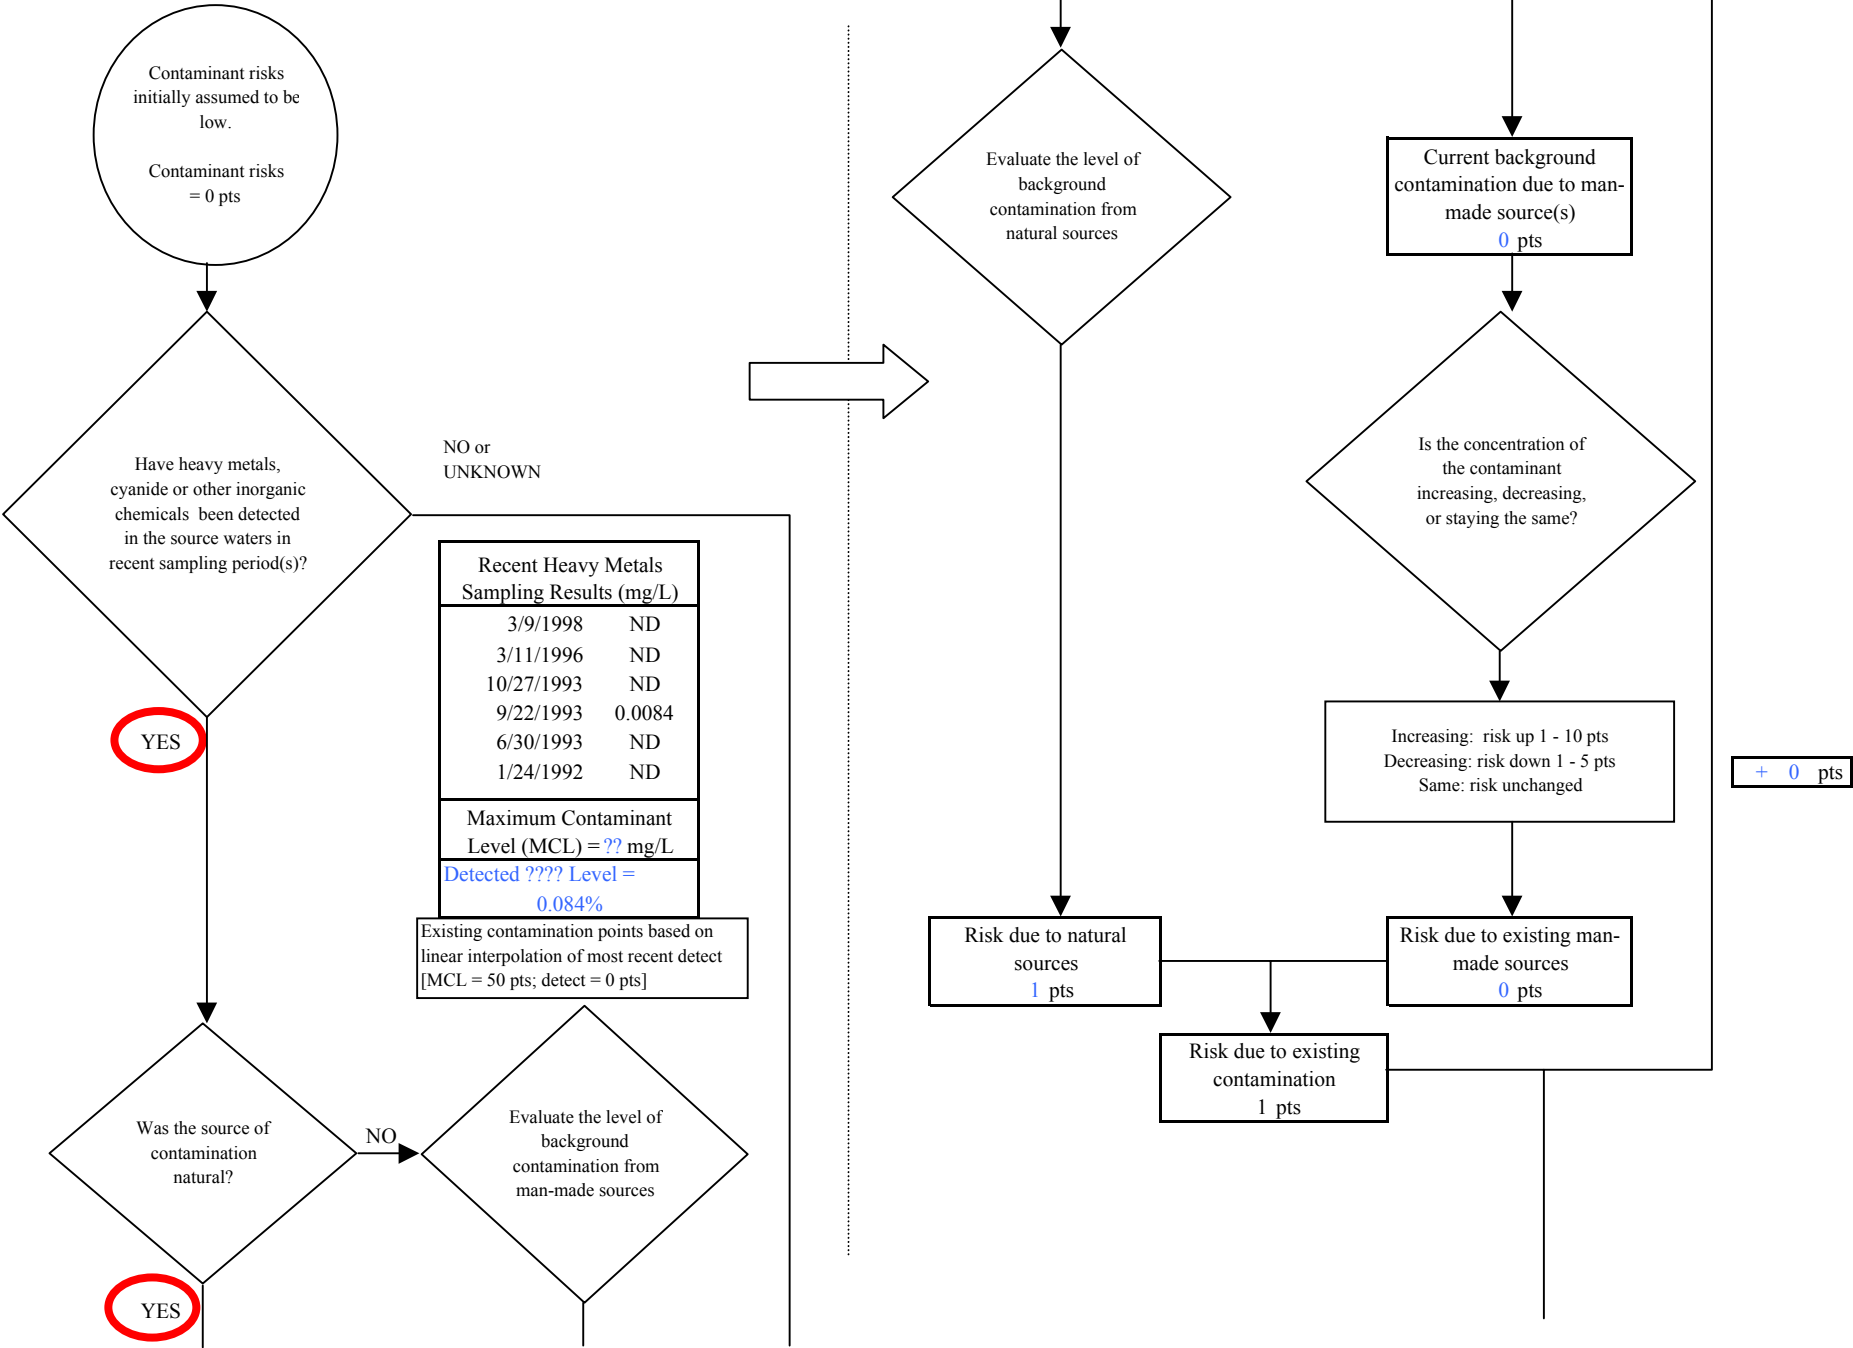 Contaminant risks
initially assumed to be
low.
Contaminant risks
= 0 pts
Have heavy metals,
cyanide or other inorganic
chemicals been detected
in the source waters in
recent sampling period(s)?
NO or
UNKNOWN
YES
Recent Heavy Metals
Sampling Results (mg/L)
3/9/1998 ND
3/11/1996 ND
10/27/1993 ND
9/22/1993 0.0084
6/30/1993 ND
1/24/1992 ND
Maximum Contaminant
Level (MCL) = ?? mg/L
Detected ???? Level =
0.084%
Existing contamination points based on
linear interpolation of most recent detect
[MCL = 50 pts; detect = 0 pts]
Was the source of
contamination
natural?
NO
Evaluate the level of
background
contamination from
man-made sources
YES
Evaluate the level of
background
contamination from
natural sources
Current background
contamination due to man-
made source(s)
0 pts
Is the concentration of
the contaminant
increasing, decreasing,
or staying the same?
Increasing: risk up 1 - 10 pts
Decreasing: risk down 1 - 5 pts
Same: risk unchanged
+ 0 pts
Risk due to natural
sources
1 pts
Risk due to existing man-
made sources
0 pts
Risk due to existing
contamination
1 pts